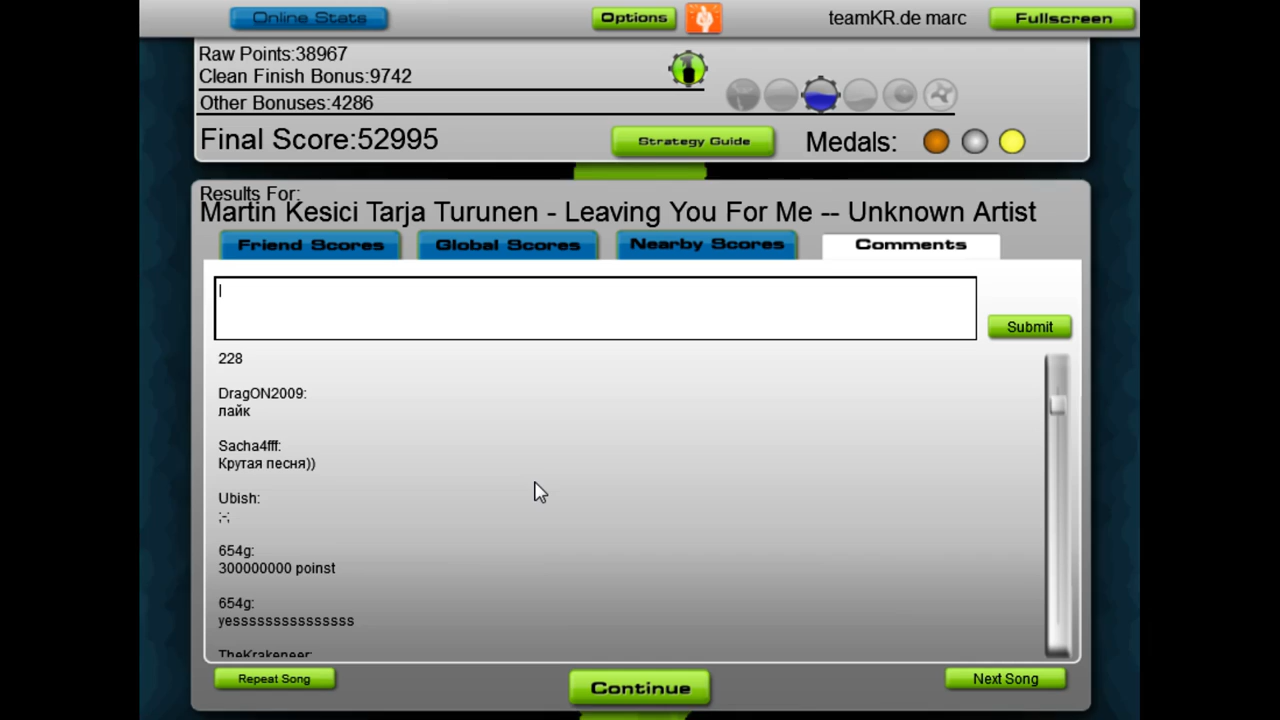 Online Stats
Options
teamKR.de marc
Fullscreen
Raw Points:38967
Clean Finish Bonus:9742
Other Bonuses:4286
Final Score:52995
Strategy Guide
Medals:
Results For:
Martin Kesici Tarja Turunen - Leaving You For Me -- Unknown Artist
Friend Scores
Global Scores
Nearby Scores
Comments
Submit
228
DragON2009:
лайк
Sacha4fff:
Крутая песня))
Ubish:
;-;
654g:
300000000 poinst
654g:
yesssssssssssssss
TheKrakeneer:
Repeat Song
Continue
Next Song